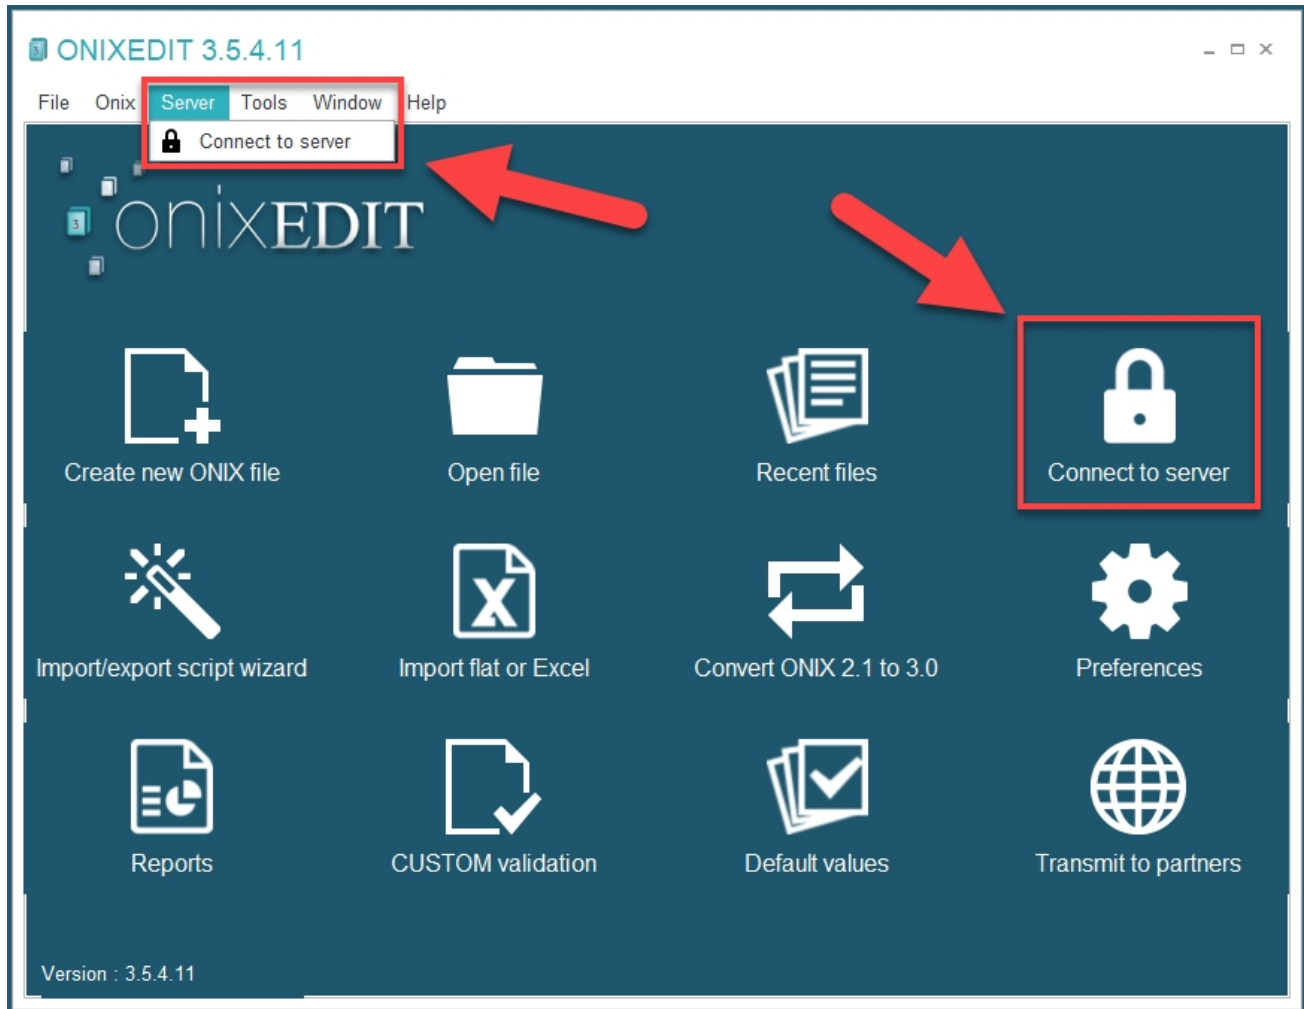 ONIXEDIT 3.5.4.11
File Onix Server Tools Window Help
Connect to server
3 onixEDIT
Create new ONIX file Open file Recent files Connect to server
Import/export script wizard Import flat or Excel Convert ONIX 2.1 to 3.0 Preferences
Reports CUSTOM validation Default values Transmit to partners
Version : 3.5.4.11